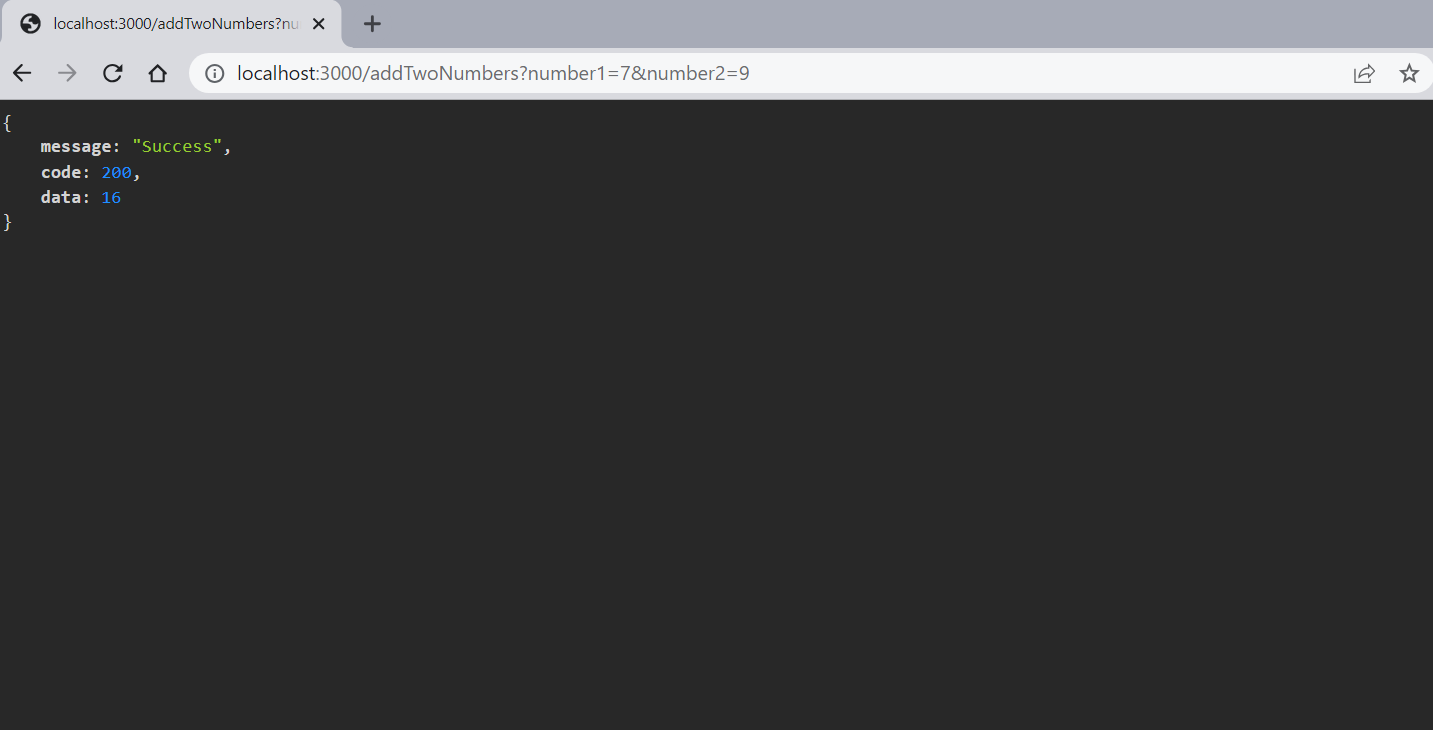 localhost:3000/addTwoNumbers?nu
localhost:3000/addTwoNumbers?number1=7&number2=9
{
message: "Success",
code: 200,
data: 16
}